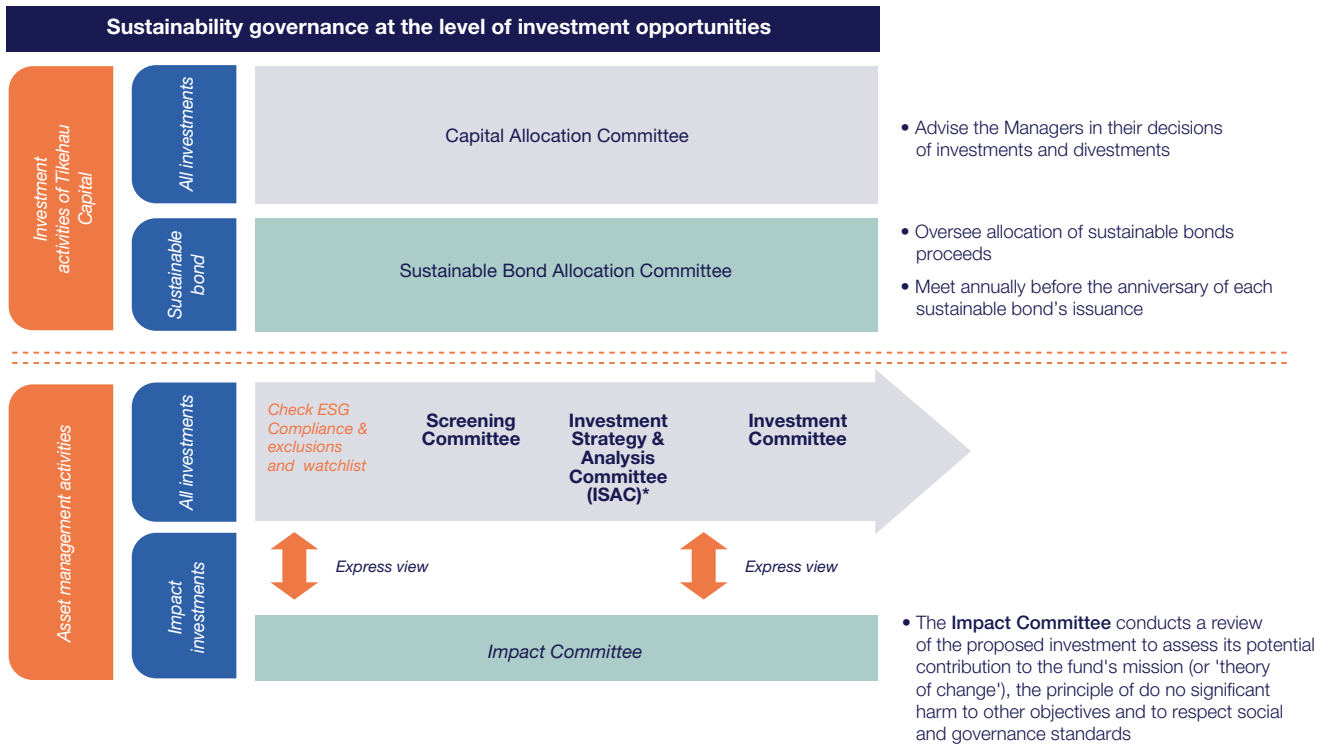 Sustainability governance at the level of investment opportunities
Investment
activities of Tikehau
Capital
All investments
Capital Allocation Committee
• Advise the Managers in their decisions
of investments and divestments
Sustainable
bond
Sustainable Bond Allocation Committee
• Oversee allocation of sustainable bonds
proceeds
• Meet annually before the anniversary of each
sustainable bond's issuance
Asset management activities
All investments
Check ESG
Compliance &
exclusions
and watchlist
Screening
Committee
Investment
Strategy &
Analysis
Committee
(ISAC)*
Investment
Committee
Impact
investments
Express view
Express view
Impact Committee
• The Impact Committee conducts a review
of the proposed investment to assess its potential
contribution to the fund's mission (or 'theory
of change'), the principle of do no significant
harm to other objectives and to respect social
and governance standards